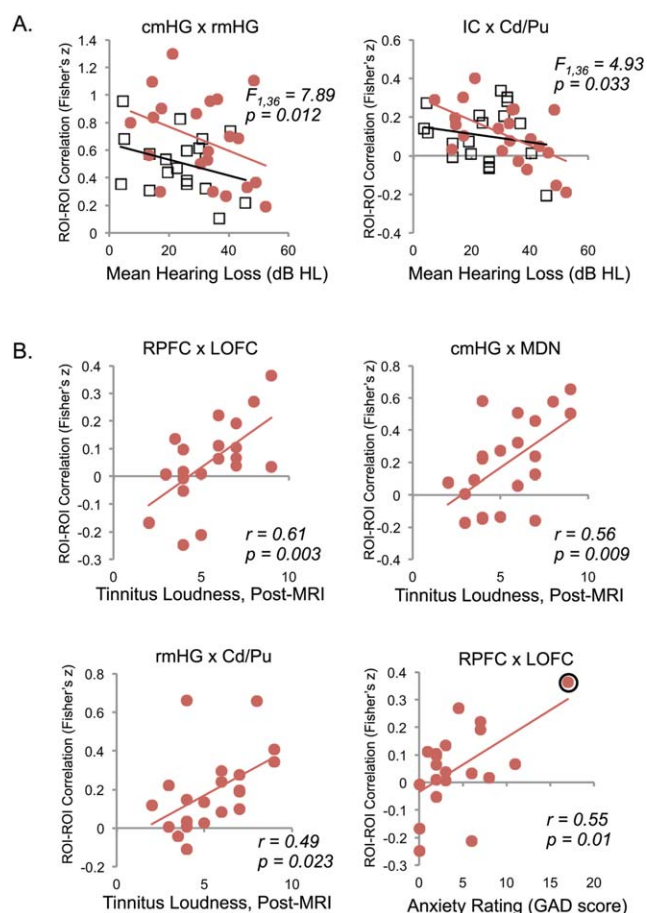 A.
cmHG x rmHG
IC x Cd/Pu
ROI-ROI Correlation (Fisher's z)
1.4
1.2
1
0.8
0.6
0.4
0.2
0
F1,36 = 7.89
p = 0.012
0 20 40 60
Mean Hearing Loss (dB HL)
ROI-ROI Correlation (Fisher's z)
0.6
0.4
0.2
0
-0.2
-0.4
F1,36 = 4.93
p = 0.033
0 20 40 60
Mean Hearing Loss (dB HL)
B.
RPFC x LOFC
cmHG x MDN
ROI-ROI Correlation (Fisher's z)
0.4
0.3
0.2
0.1
0
-0.1
-0.2
-0.3
r = 0.61
p = 0.003
0 5 10
Tinnitus Loudness, Post-MRI
ROI-ROI Correlation (Fisher's z)
0.8
0.6
0.4
0.2
0
-0.2
-0.4
r = 0.56
p = 0.009
0 5 10
Tinnitus Loudness, Post-MRI
rmHG x Cd/Pu
RPFC x LOFC
ROI-ROI Correlation (Fisher's z)
0.8
0.6
0.4
0.2
0
-0.2
r = 0.49
p = 0.023
0 5 10
Tinnitus Loudness, Post-MRI
ROI-ROI Correlation (Fisher's z)
0.4
0.3
0.2
0.1
0
-0.1
-0.2
-0.3
r = 0.55
p = 0.01
0 5 10 15 20
Anxiety Rating (GAD score)